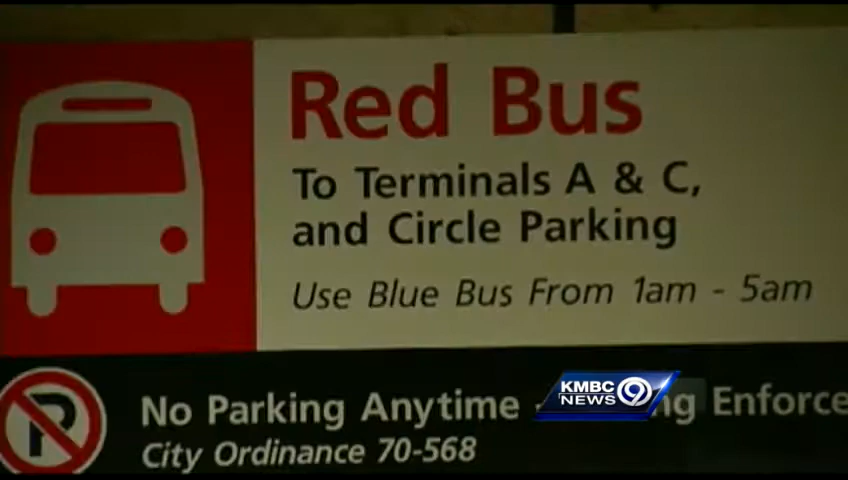 Red Bus
To Terminals A & C,
and Circle Parking
Use Blue Bus From 1am - 5am
No Parking Anytime
City Ordinance 70-568
KMBC 9
NEWS